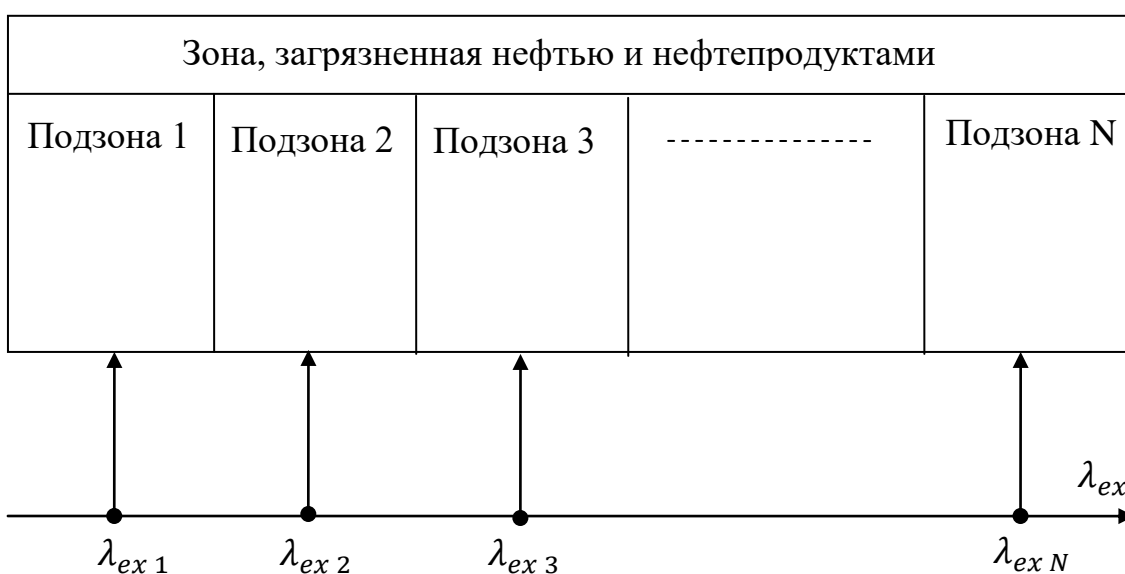 Зона, загрязненная нефтью и нефтепродуктами
Подзона 1 Подзона 2 Подзона 3 --------------- Подзона N
λex
λex 1 λex 2 λex 3 λex N